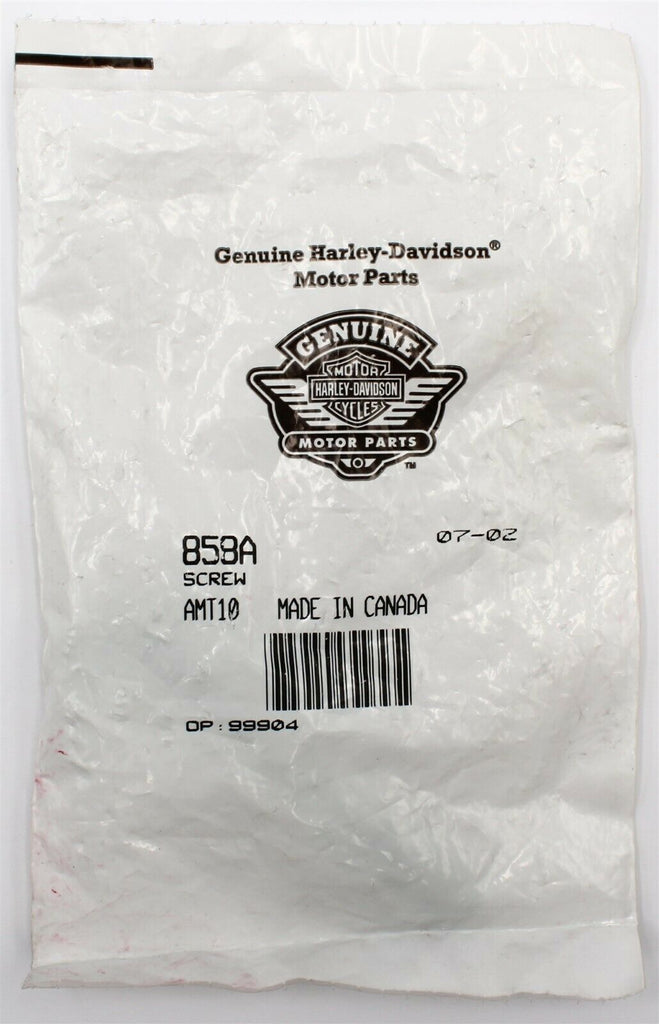 Genuine Harley-Davidson®
Motor Parts
GENUINE
MOTOR
HARLEY-DAVIDSON
CYCLES
MOTOR PARTS
TM
858A
07-02
SCREW
AMT10 MADE IN CANADA
OP: 99904